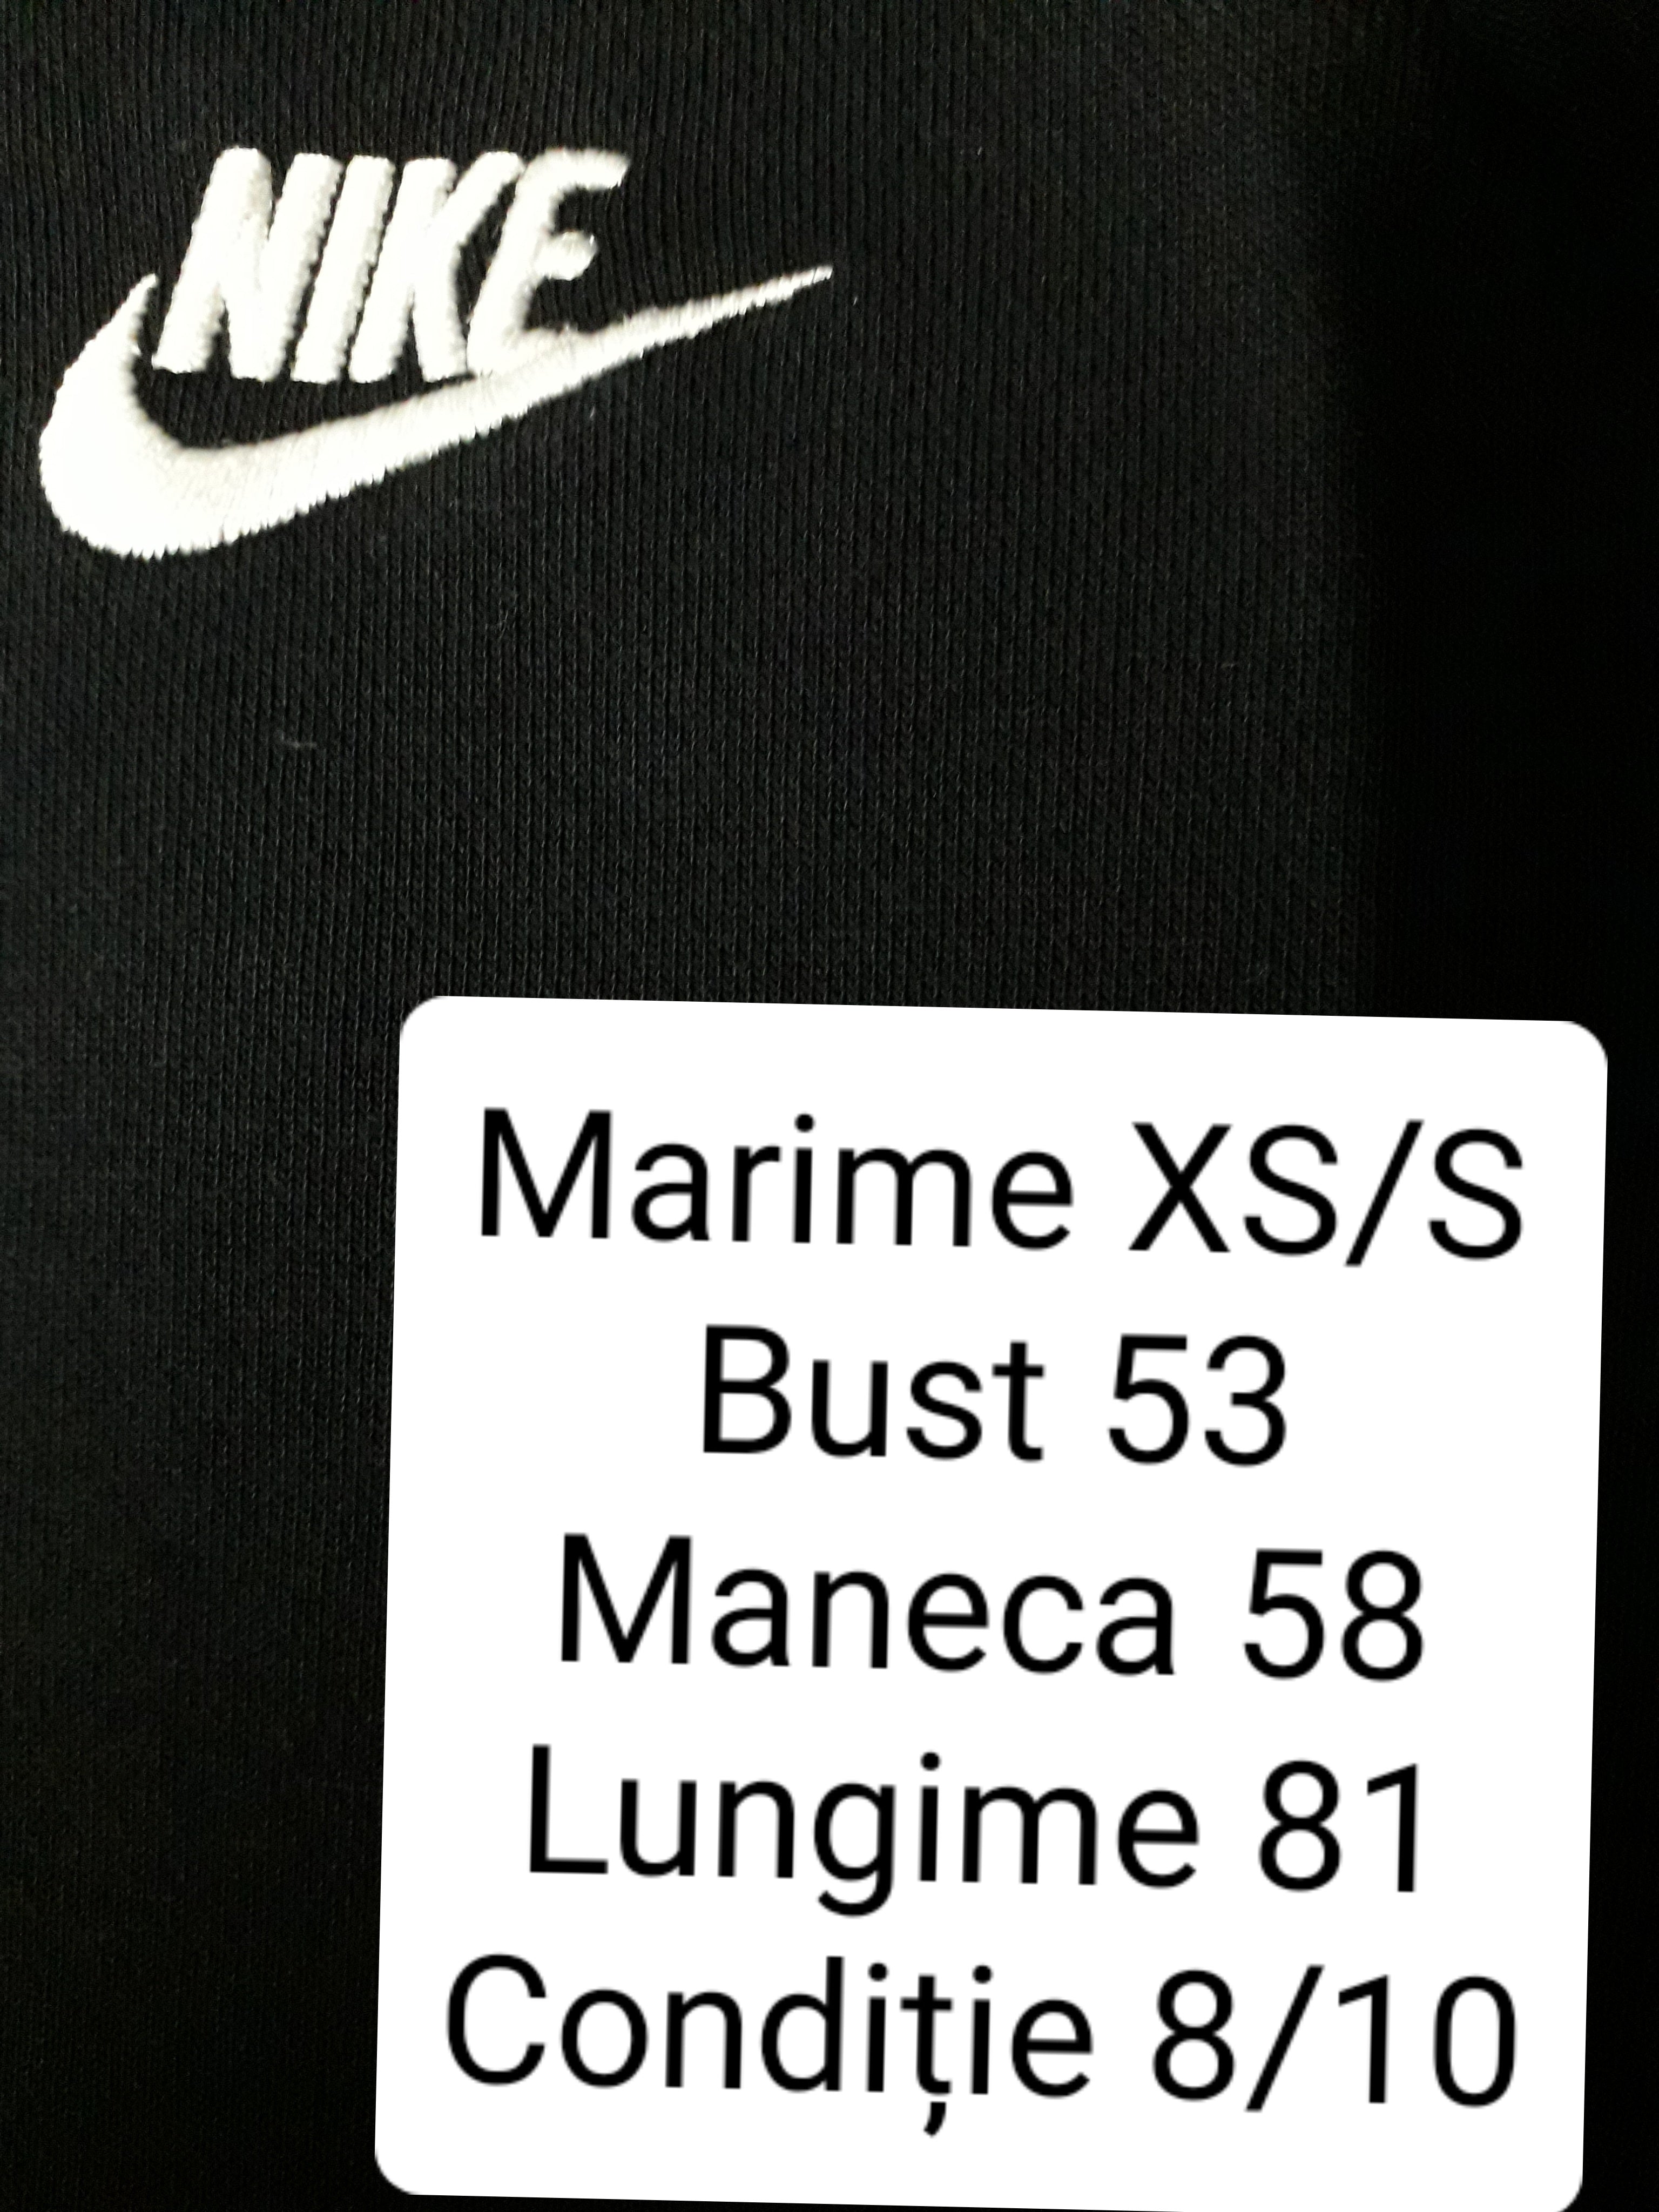 NIKE
Marime XS/S
Bust 53
Maneca 58
Lungime 81
Condiție 8/10